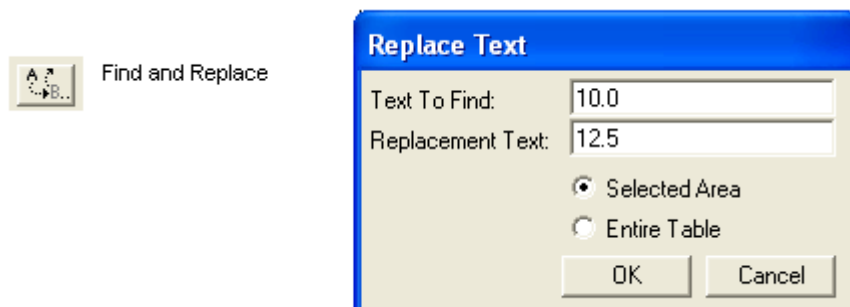 A
B..
Find and Replace
Replace Text
Text To Find: 10.0
Replacement Text: 12.5
Selected Area
Entire Table
OK Cancel